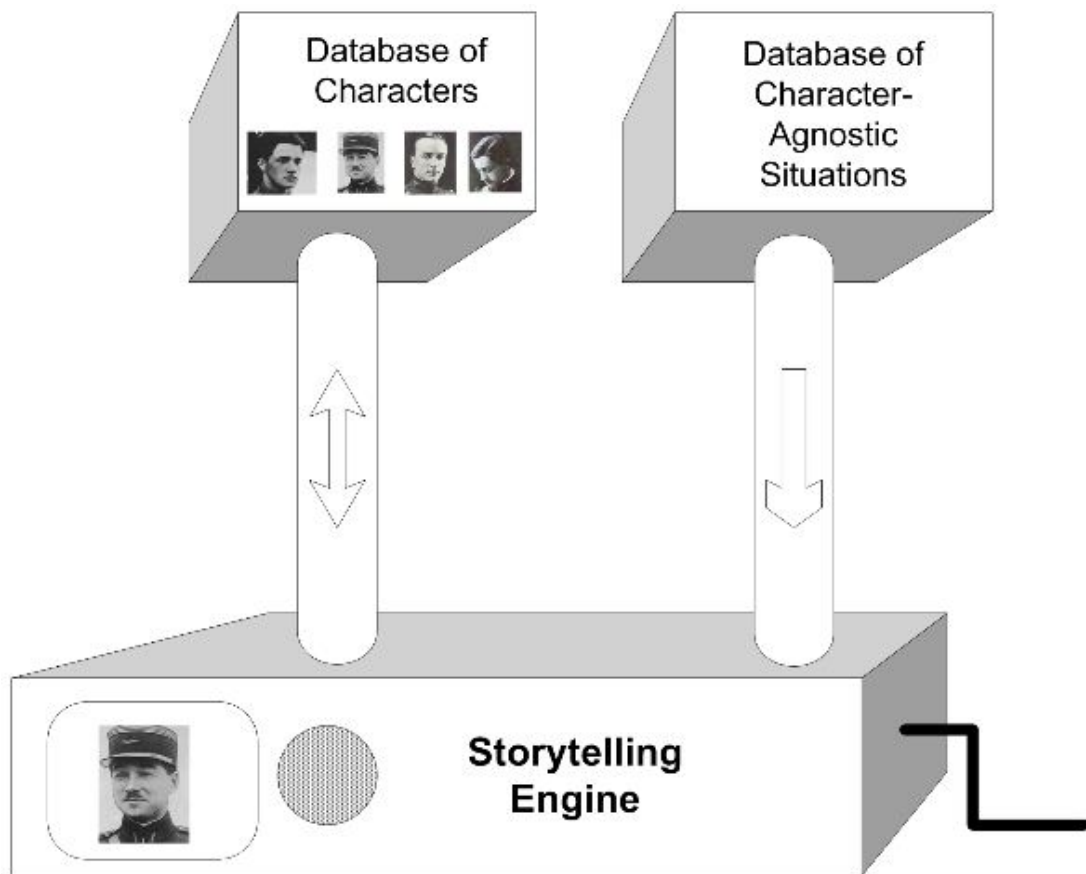 Database of
Characters
Database of
Character-
Agnostic
Situations
Storytelling
Engine